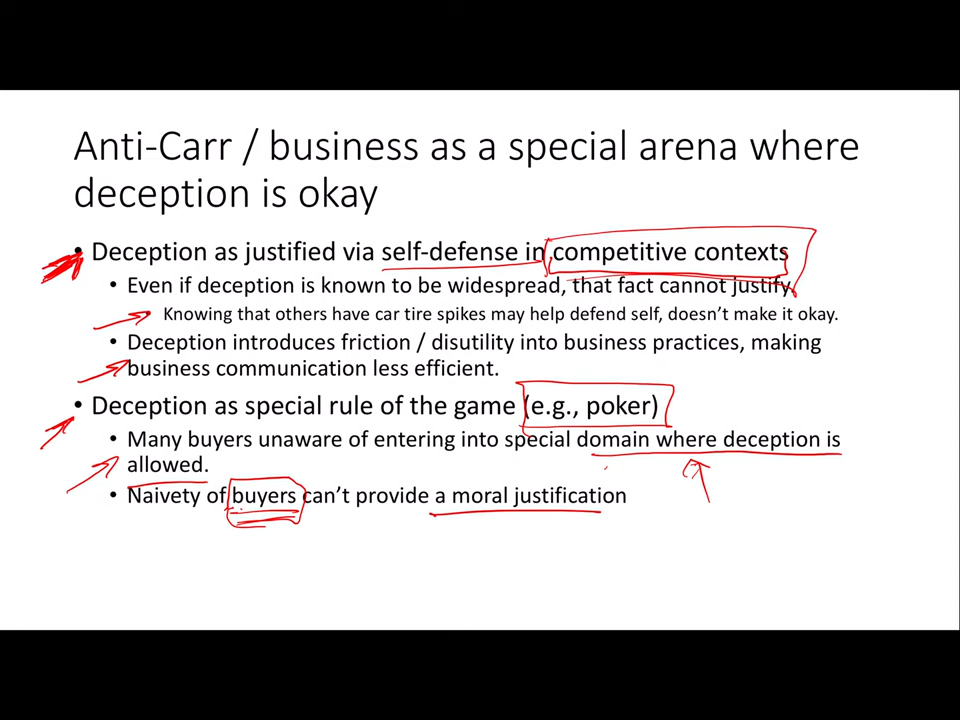 Anti-Carr / business as a special arena where
deception is okay
• Deception as justified via self-defense in competitive contexts
• Even if deception is known to be widespread, that fact cannot justify.
• Knowing that others have car tire spikes may help defend self, doesn't make it okay.
• Deception introduces friction / disutility into business practices, making
business communication less efficient.
• Deception as special rule of the game (e.g., poker)
• Many buyers unaware of entering into special domain where deception is
allowed.
• Naivety of buyers can't provide a moral justification